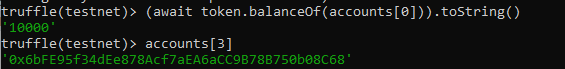 truffle(testnet)> (await token.balanceOf(accounts[0])).toString()
'10000'
truffle(testnet)> accounts[3]
'0x6bFE95f34dEe878Acf7aEA6aCC9B78B750b08C68'